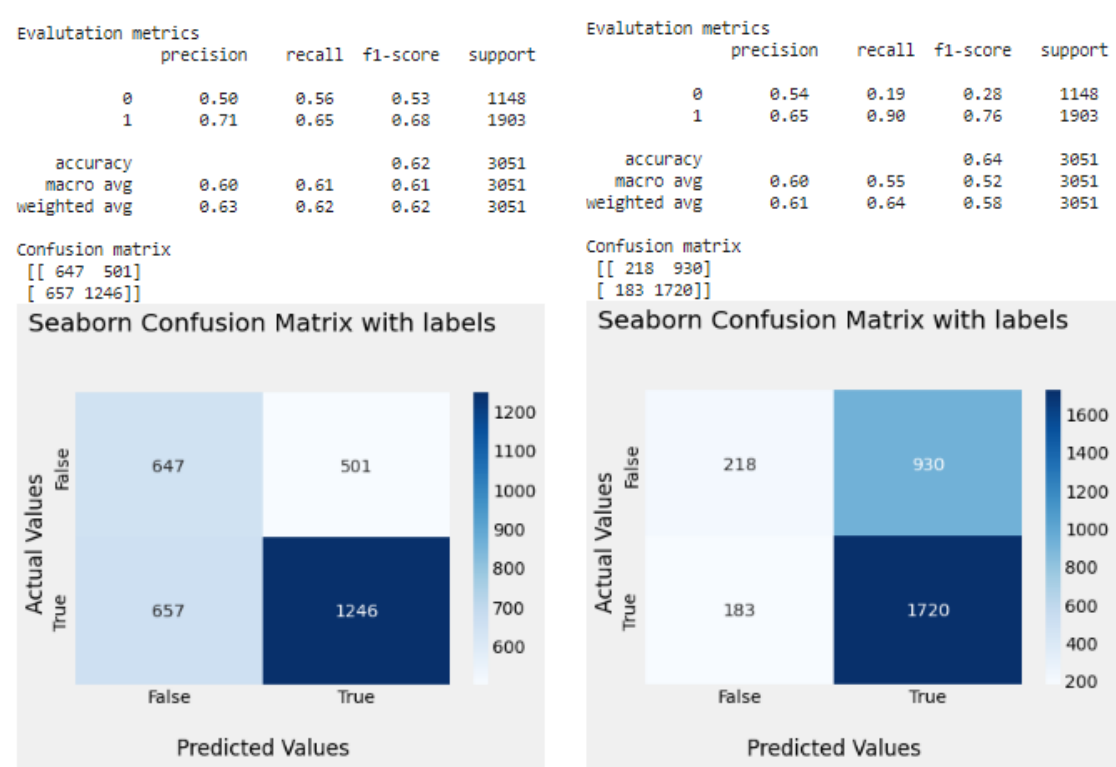 Evalutation metrics
precision recall f1-score support
0 0.50 0.56 0.53 1148
1 0.71 0.65 0.68 1903
accuracy 0.62 3051
macro avg 0.60 0.61 0.61 3051
weighted avg 0.63 0.62 0.62 3051
Confusion matrix
[[ 647 501]
[ 657 1246]]
Seaborn Confusion Matrix with labels
Actual Values
False
True
647 501
657 1246
False True
Predicted Values
1200
1100
1000
900
800
700
600
Evalutation metrics
precision recall f1-score support
0 0.54 0.19 0.28 1148
1 0.65 0.90 0.76 1903
accuracy 0.64 3051
macro avg 0.60 0.55 0.52 3051
weighted avg 0.61 0.64 0.58 3051
Confusion matrix
[[ 218 930]
[ 183 1720]]
Seaborn Confusion Matrix with labels
Actual Values
False
True
218 930
183 1720
False True
Predicted Values
1600
1400
1200
1000
800
600
400
200